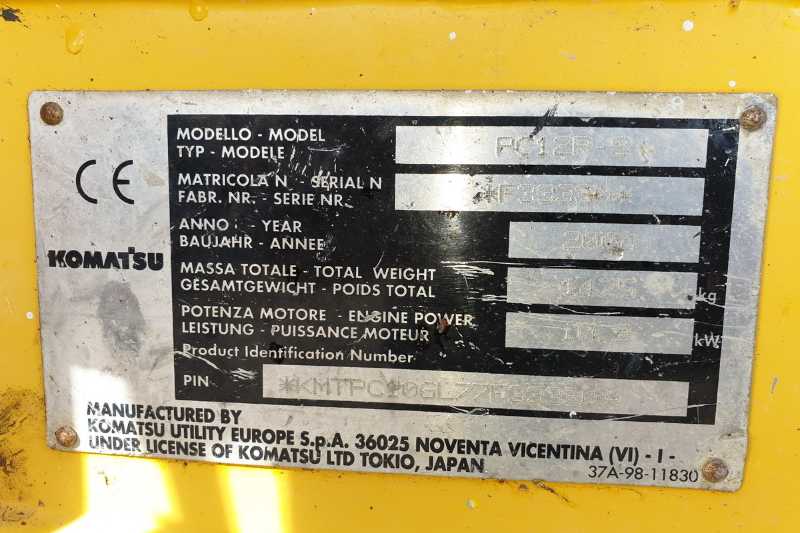 MODELLO - MODEL
TYP - MODELE
MATRICOLA N - SERIAL N
FABR. NR. - SERIE NR.
ANNO - YEAR
BAUJAHR - ANNEE
CE
KOMATSU
MASSA TOTALE - TOTAL WEIGHT
GESAMTGEWICHT - POIDS TOTAL
kg
POTENZA MOTORE - ENGINE POWER
LEISTUNG - PUISSANCE MOTEUR
kW
Product Identification Number
PIN
MANUFACTURED BY
KOMATSU UTILITY EUROPE S.p.A. 36025 NOVENTA VICENTINA (VI) - I -
UNDER LICENSE OF KOMATSU LTD TOKIO, JAPAN
37A-98-11830